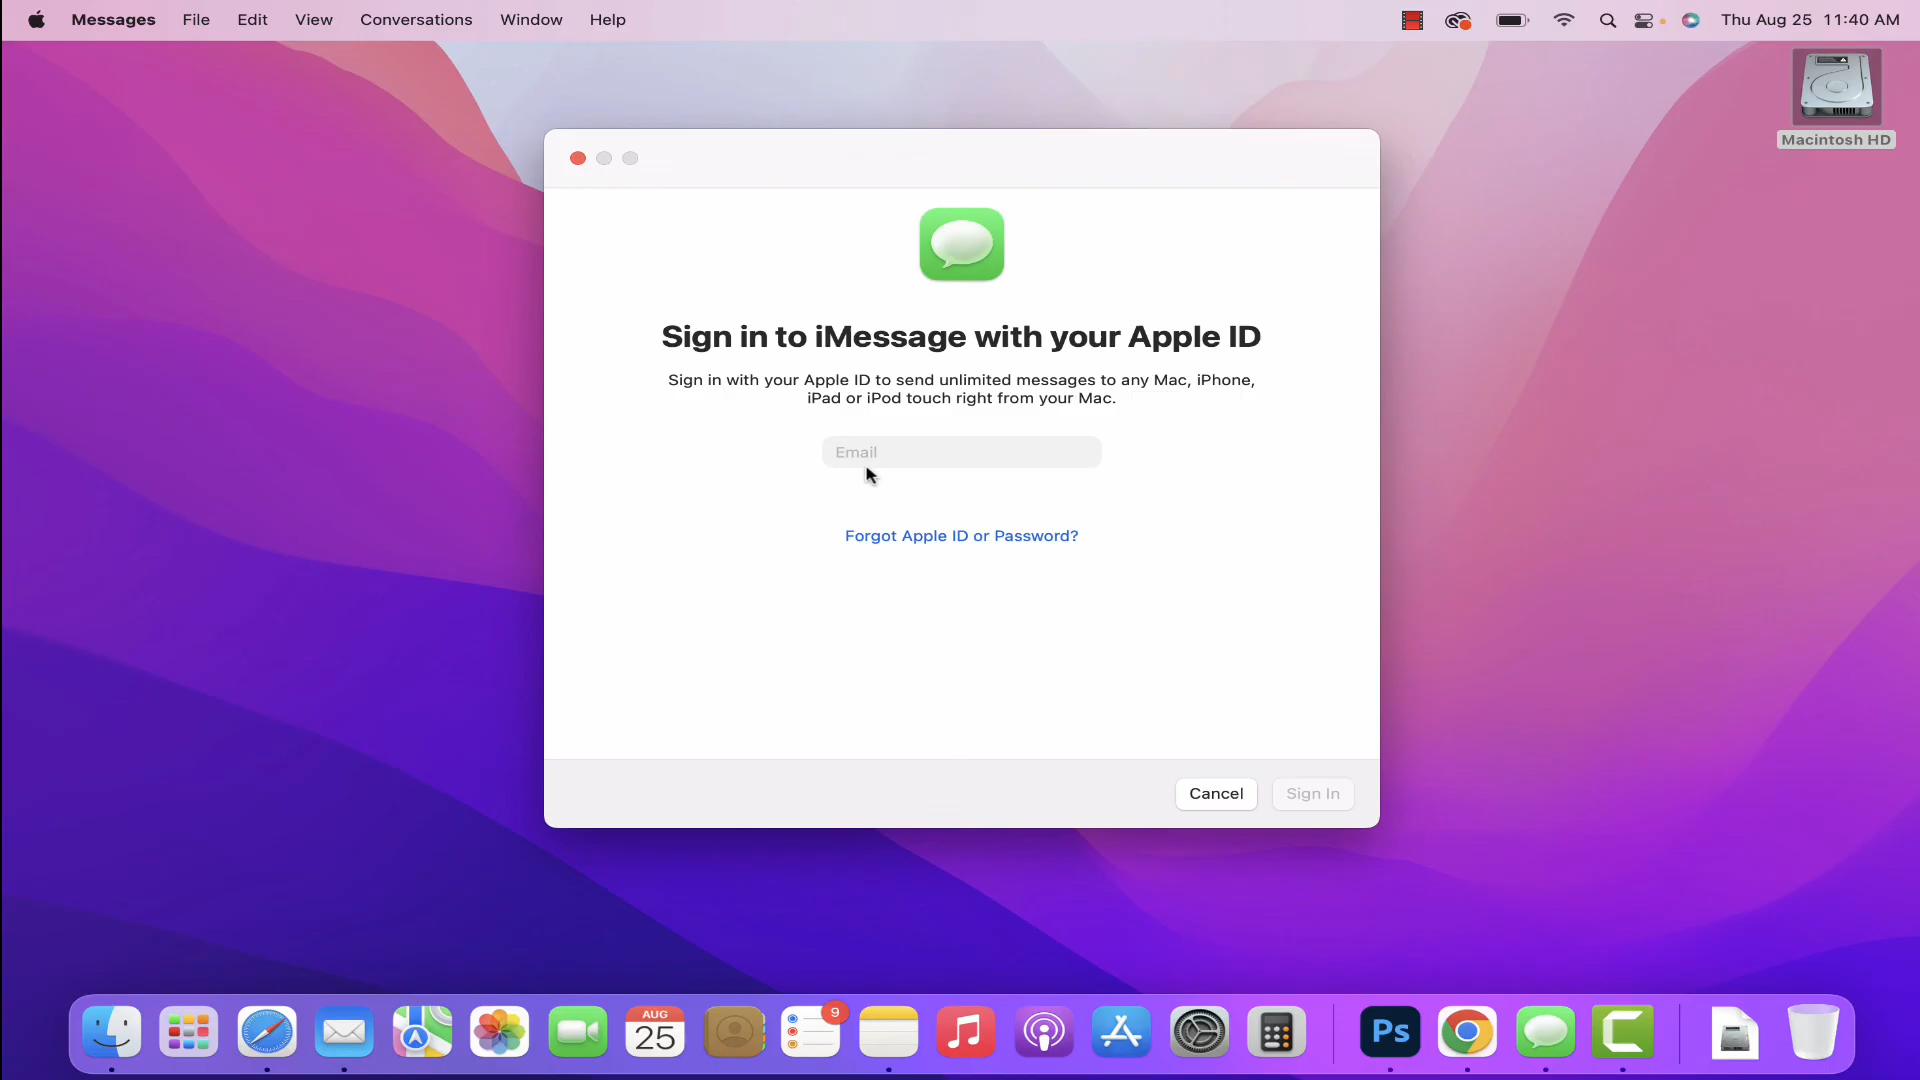 Messages File Edit View Conversations Window Help Thu Aug 25 11:40 AM
Macintosh HD
Sign in to iMessage with your Apple ID
Sign in with your Apple ID to send unlimited messages to any Mac, iPhone,
iPad or iPod touch right from your Mac.
Email
Forgot Apple ID or Password?
Cancel Sign In
AUG
25
9
Ps